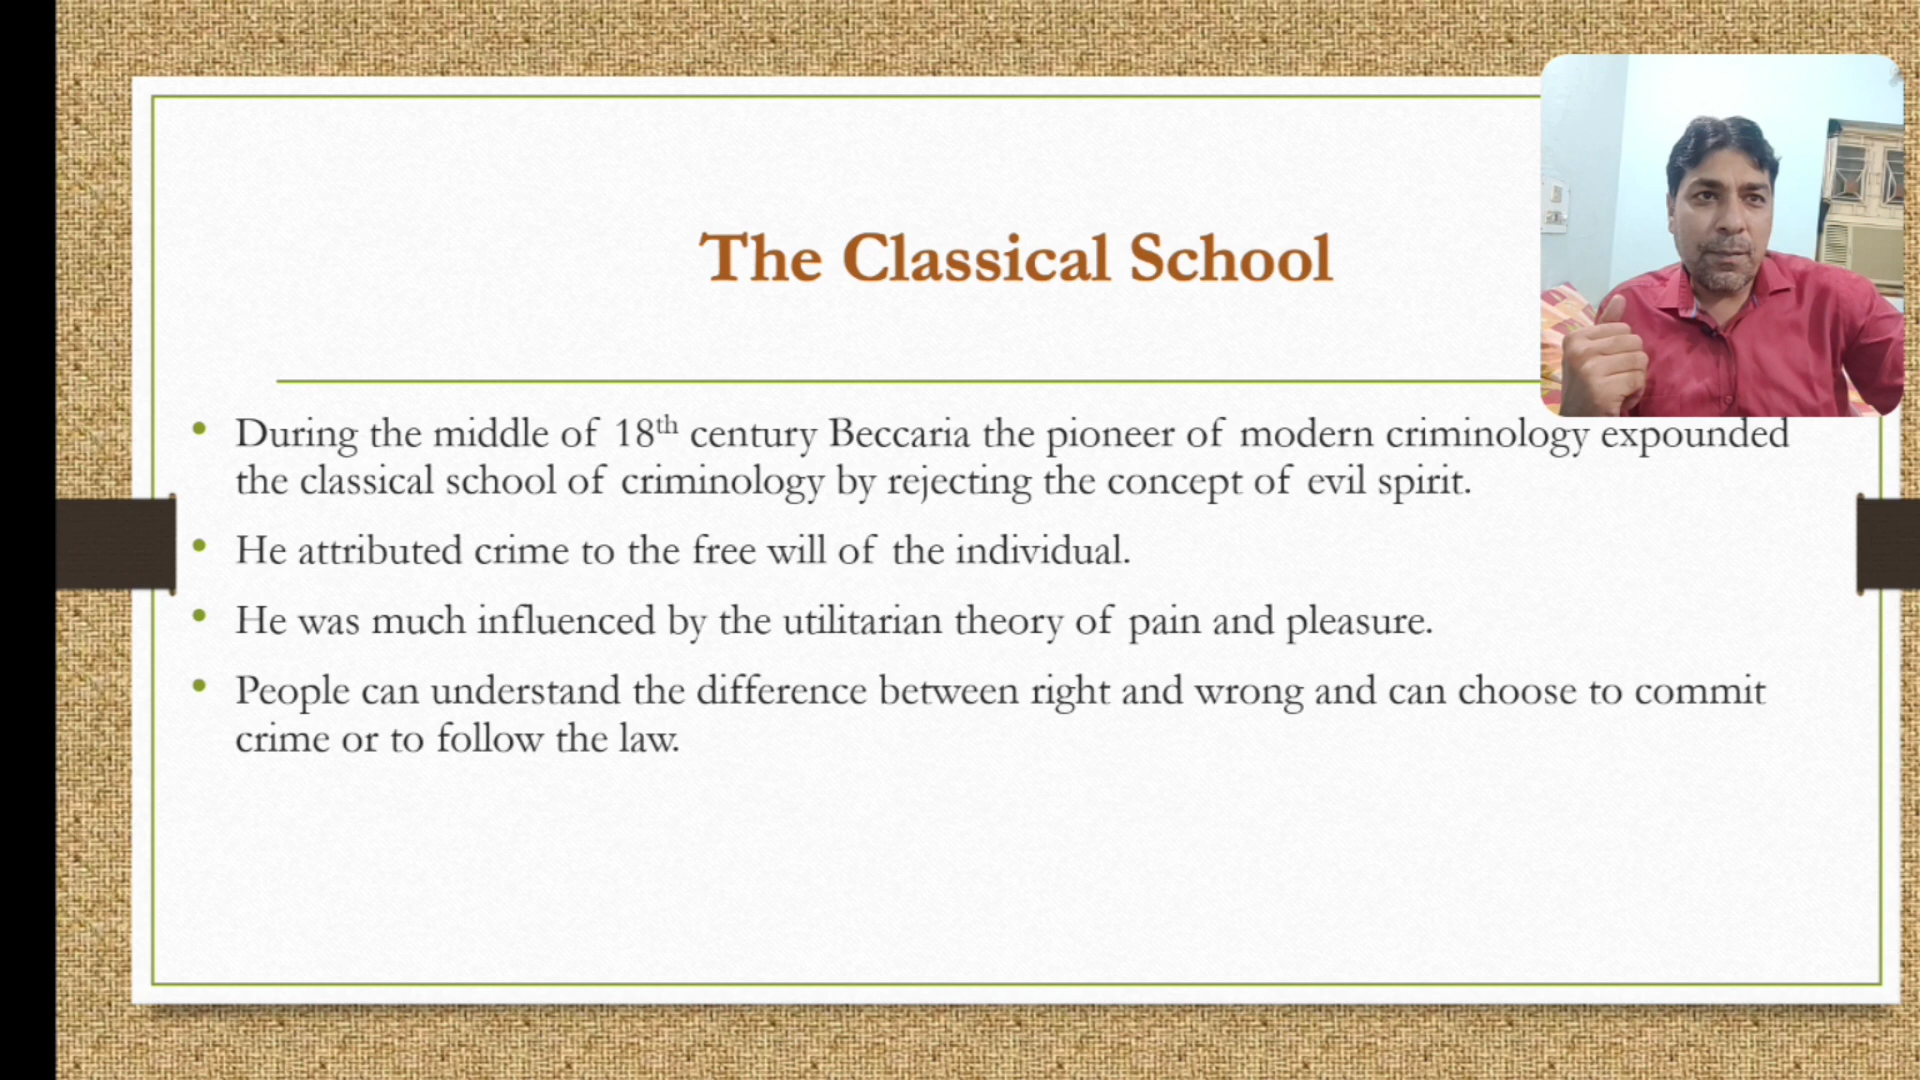 The Classical School
• During the middle of 18th century Beccaria the pioneer of modern criminology expounded
the classical school of criminology by rejecting the concept of evil spirit.
• He attributed crime to the free will of the individual.
• He was much influenced by the utilitarian theory of pain and pleasure.
• People can understand the difference between right and wrong and can choose to commit
crime or to follow the law.